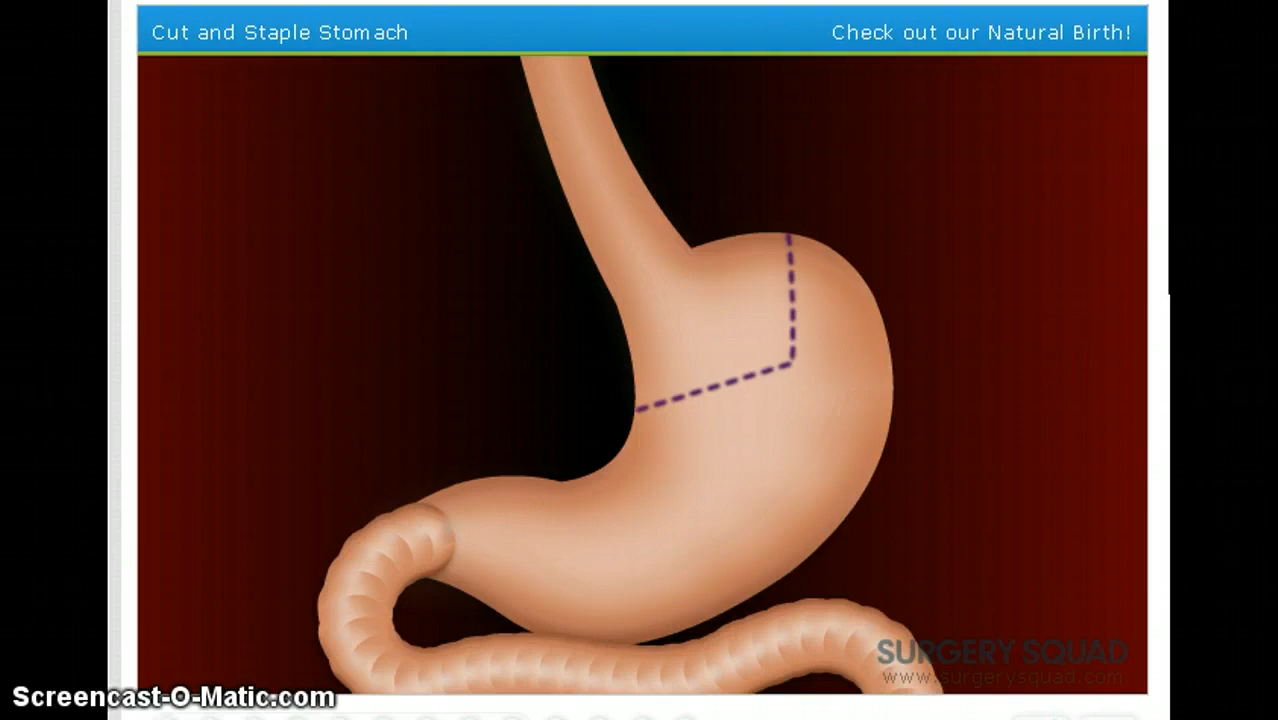 Cut and Staple Stomach
Check out our Natural Birth!
SURGERY SQUAD
www.surgerysquad.com
Screencast-O-Matic.com